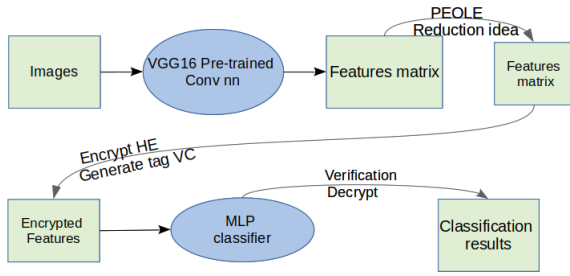 PEOLE
Reduction idea
Images
VGG16 Pre-trained
Conv nn
Features matrix
Features
matrix
Encrypt HE
Generate tag VC
Verification
Decrypt
Encrypted
Features
MLP
classifier
Classification
results